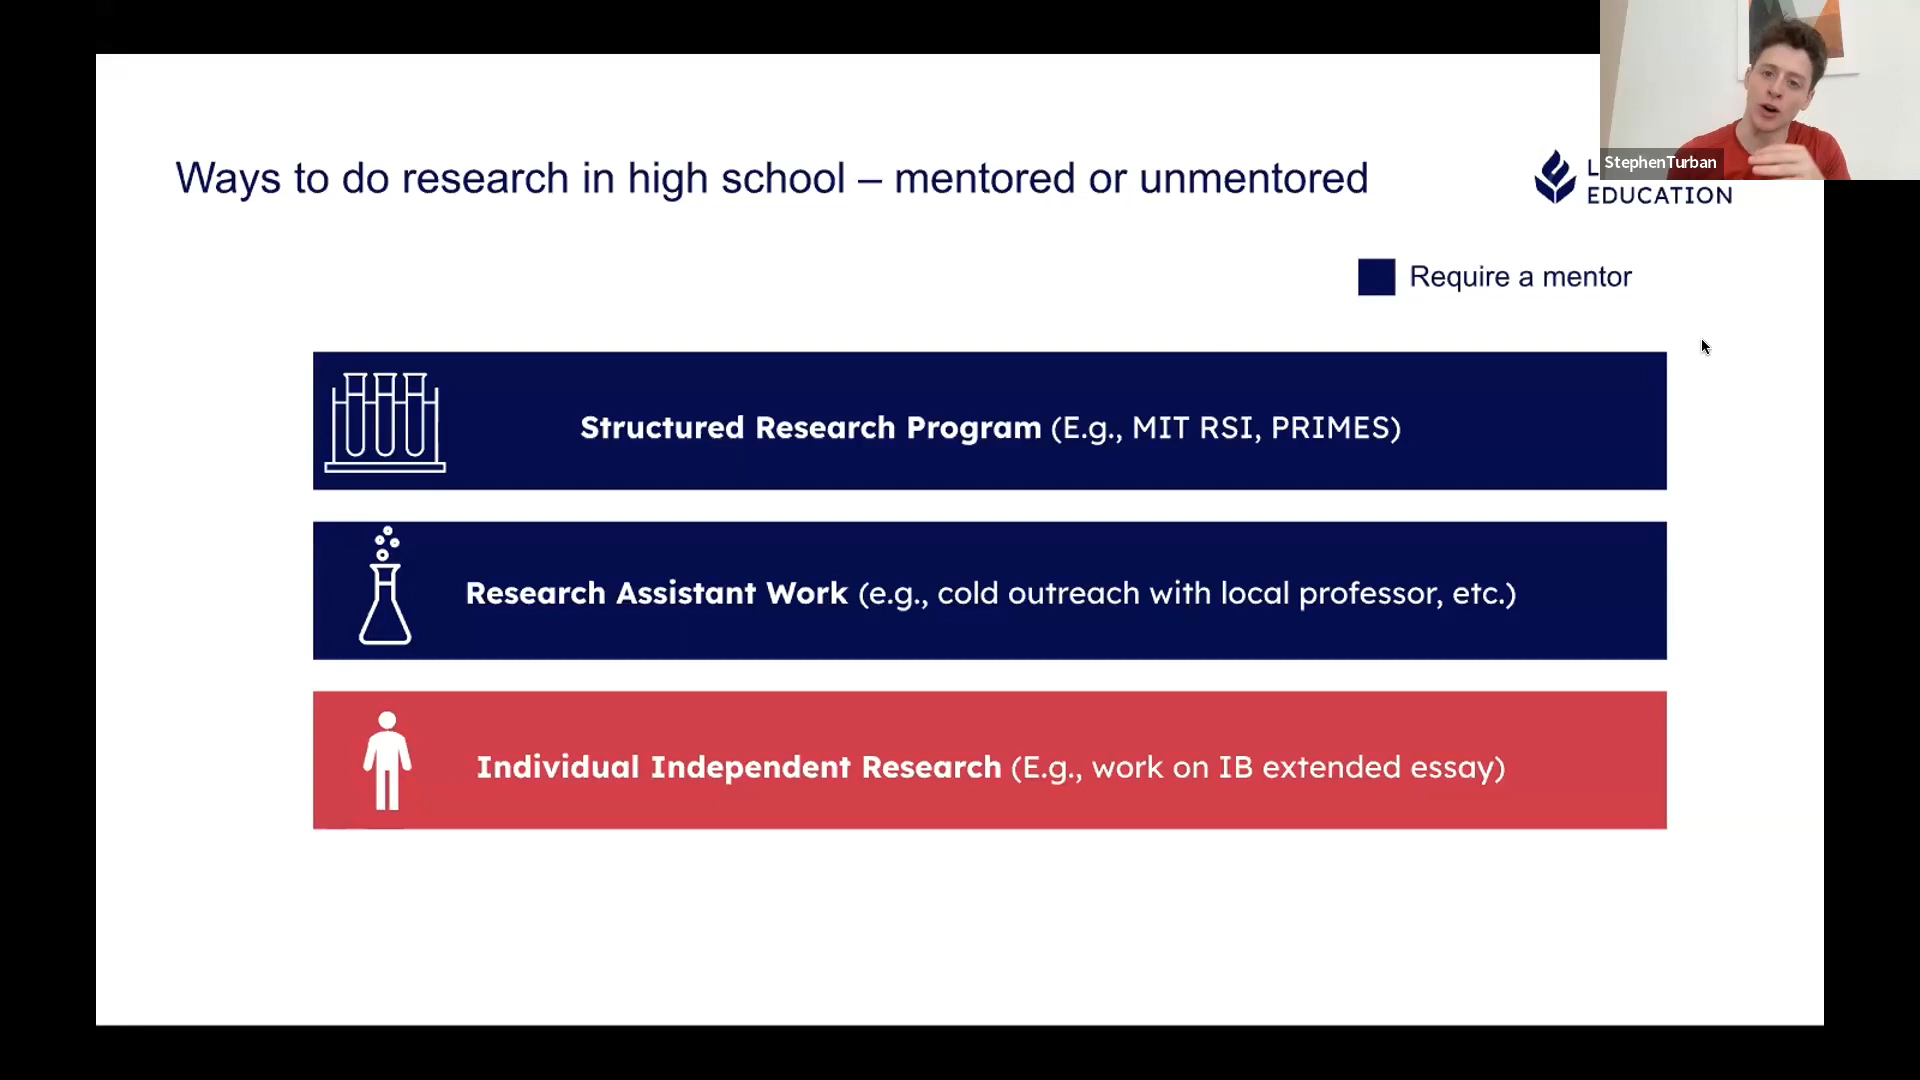 Ways to do research in high school – mentored or unmentored
StephenTurban
EDUCATION
Require a mentor
Structured Research Program (E.g., MIT RSI, PRIMES)
Research Assistant Work (e.g., cold outreach with local professor, etc.)
Individual Independent Research (E.g., work on IB extended essay)